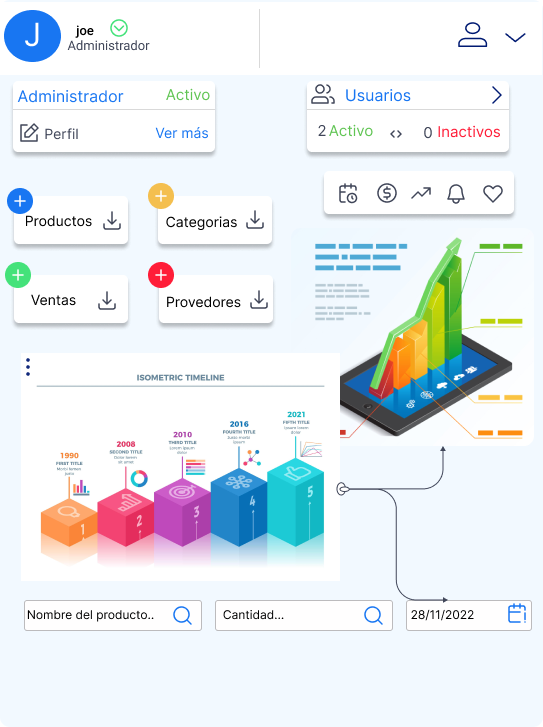 J
joe
Administrador
Administrador Activo
Perfil Ver más
Usuarios
2 Activo <> 0 Inactivos
Productos
Categorias
Ventas
Provedores
ISOMETRIC TIMELINE
1990
FIRST TITLE
2008
SECOND TITLE
2010
THIRD TITLE
2016
FOURTH TITLE
2021
FIFTH TITLE
1
2
3
4
5
Nombre del producto..
Cantidad...
28/11/2022